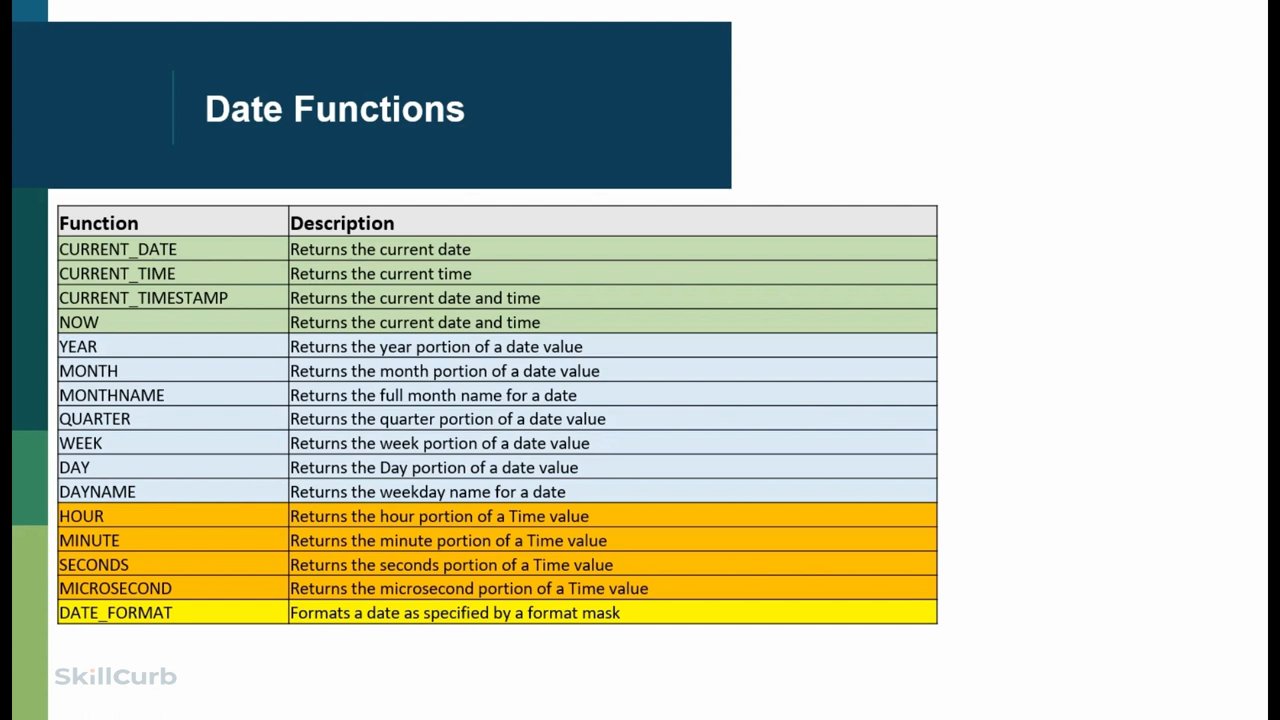 Date Functions
Function Description
CURRENT_DATE Returns the current date
CURRENT_TIME Returns the current time
CURRENT_TIMESTAMP Returns the current date and time
NOW Returns the current date and time
YEAR Returns the year portion of a date value
MONTH Returns the month portion of a date value
MONTHNAME Returns the full month name for a date
QUARTER Returns the quarter portion of a date value
WEEK Returns the week portion of a date value
DAY Returns the Day portion of a date value
DAYNAME Returns the weekday name for a date
HOUR Returns the hour portion of a Time value
MINUTE Returns the minute portion of a Time value
SECONDS Returns the seconds portion of a Time value
MICROSECOND Returns the microsecond portion of a Time value
DATE_FORMAT Formats a date as specified by a format mask
SkillCurb